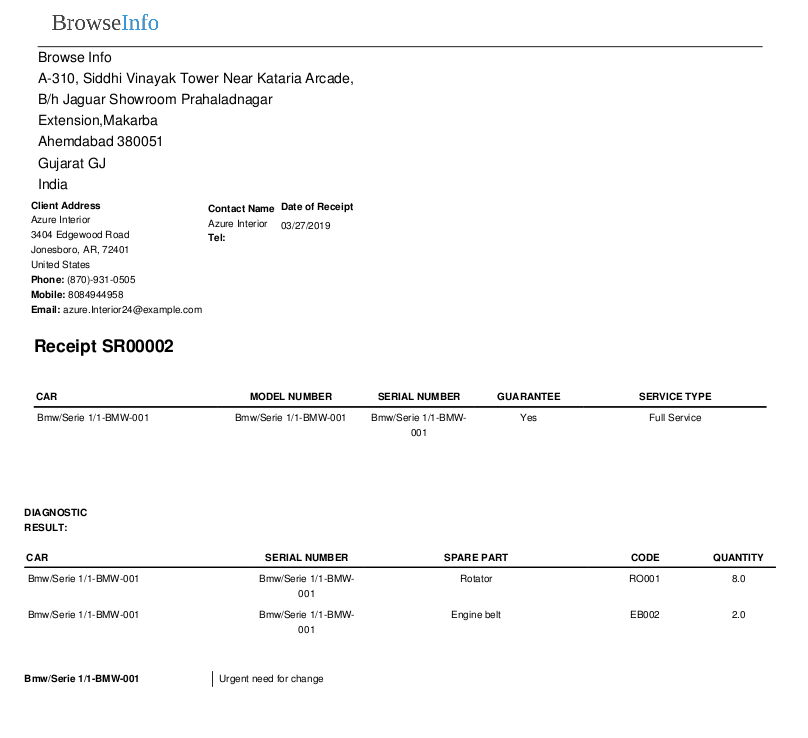 BrowseInfo
Browse Info
A-310, Siddhi Vinayak Tower Near Kataria Arcade,
B/h Jaguar Showroom Prahaladnagar
Extension,Makarba
Ahemdabad 380051
Gujarat GJ
India
Client Address
Azure Interior
3404 Edgewood Road
Jonesboro, AR, 72401
United States
Phone: (870)-931-0505
Mobile: 8084944958
Email: azure.Interior24@example.com
Contact Name
Azure Interior
Tel:
Date of Receipt
03/27/2019
Receipt SR00002
CAR MODEL NUMBER SERIAL NUMBER GUARANTEE SERVICE TYPE
Bmw/Serie 1/1-BMW-001 Bmw/Serie 1/1-BMW-001 Bmw/Serie 1/1-BMW- Yes Full Service
001
DIAGNOSTIC
RESULT:
CAR SERIAL NUMBER SPARE PART CODE QUANTITY
Bmw/Serie 1/1-BMW-001 Bmw/Serie 1/1-BMW- Rotator RO001 8.0
001
Bmw/Serie 1/1-BMW-001 Bmw/Serie 1/1-BMW- Engine belt EB002 2.0
001
Bmw/Serie 1/1-BMW-001 Urgent need for change